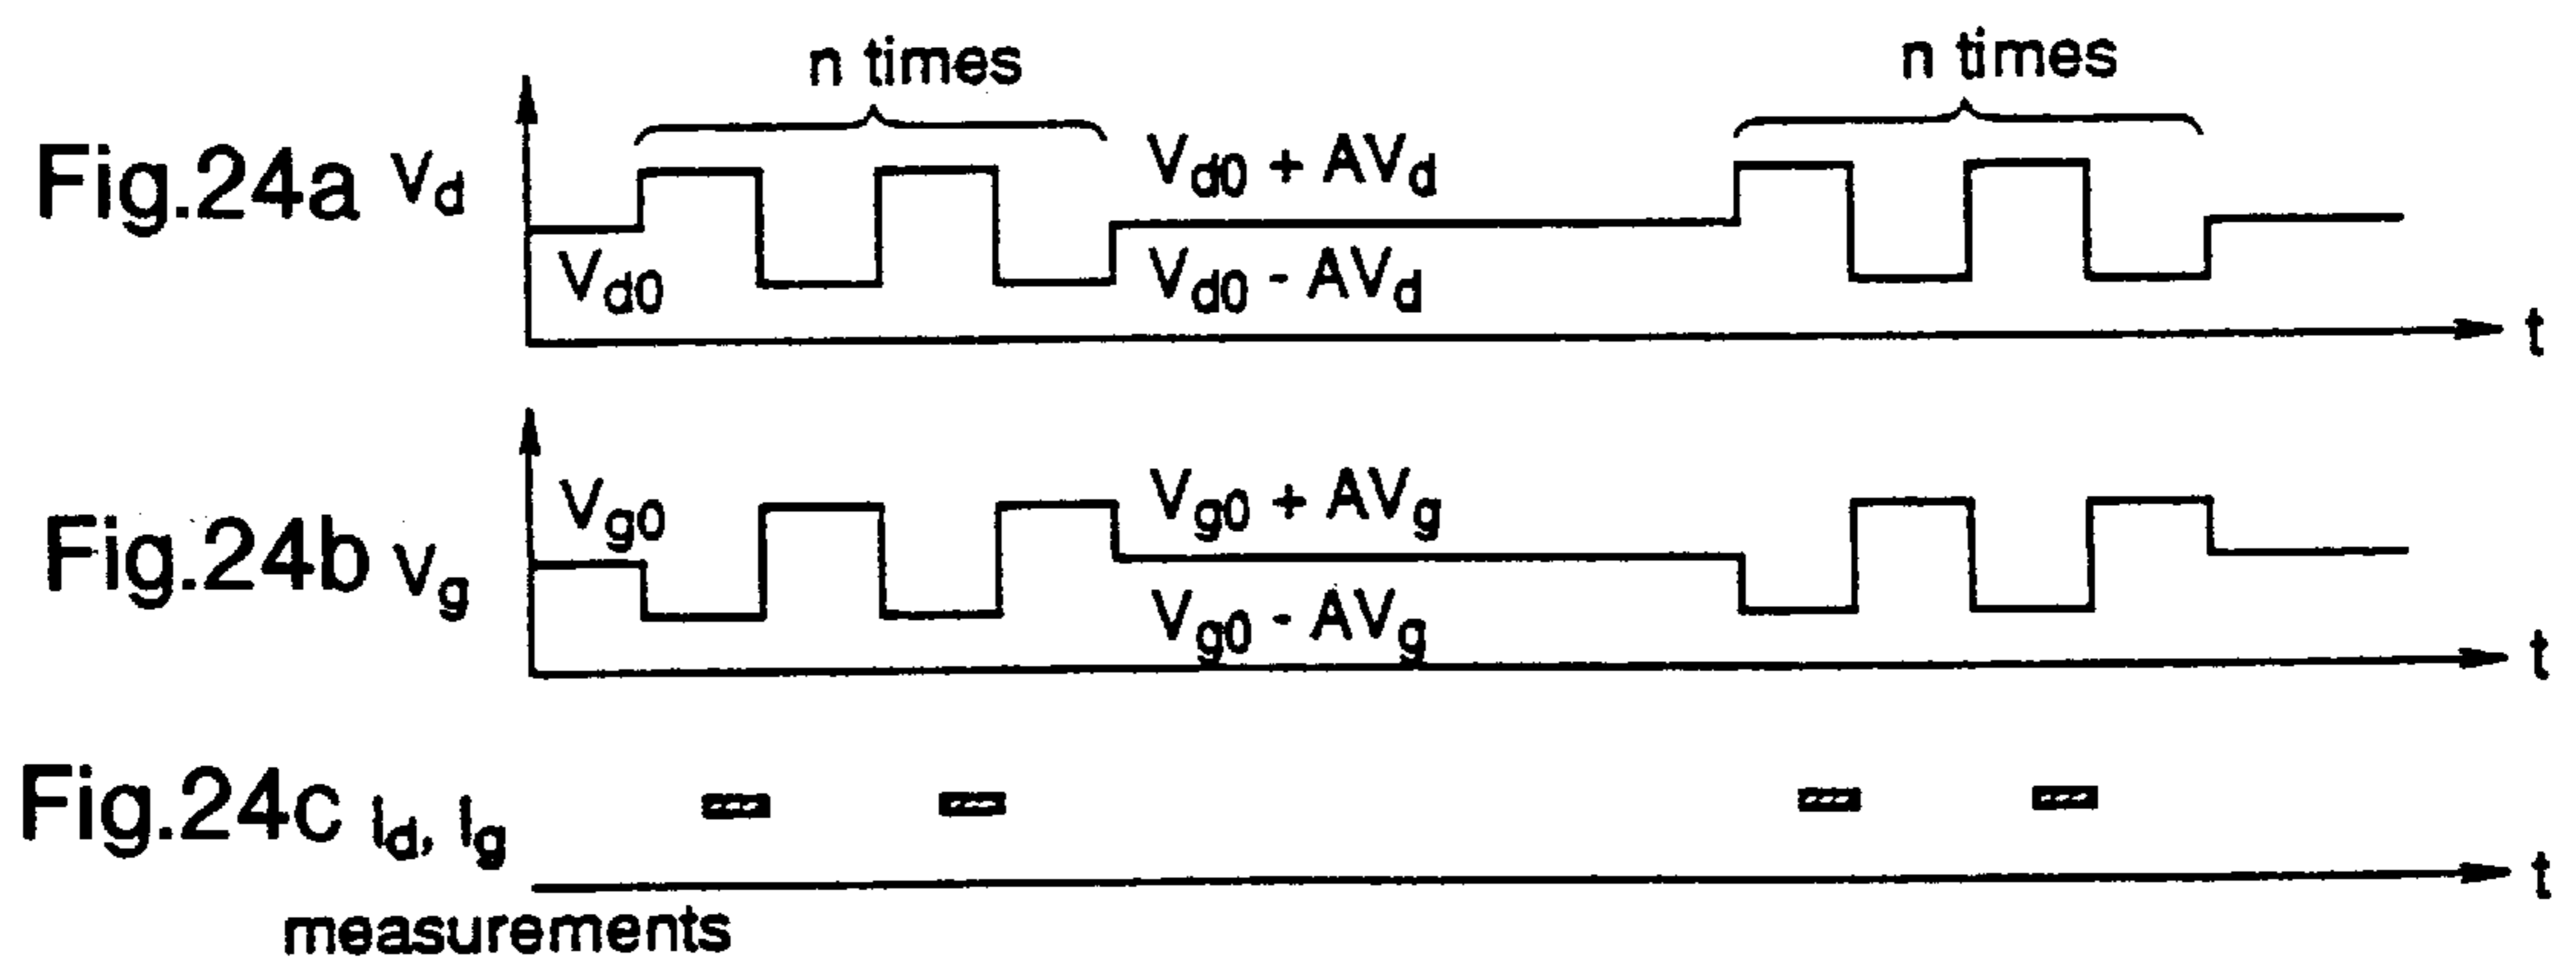 n times
n times
Fig.24a Vd
Vd0
Vd0 + AVd
Vd0 - AVd
t
Fig.24b Vg
Vg0
Vg0 + AVg
Vg0 - AVg
t
Fig.24c Id, Ig
t
measurements